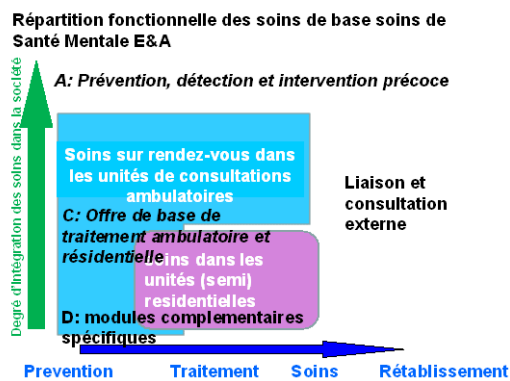 Répartition fonctionnelle des soins de base soins de
Santé Mentale E&A
Degré d'Intégration des soins dans la société
A: Prévention, détection et intervention précoce
Soins sur rendez-vous dans
les unités de consultations
ambulatoires
Liaison et
consultation
externe
C: Offre de base de
traitement ambulatoire et
résidentielle
Soins dans les
unités (semi)
residentielles
D: modules complementaires
spécifiques
Prevention Traitement Soins Rétablissement